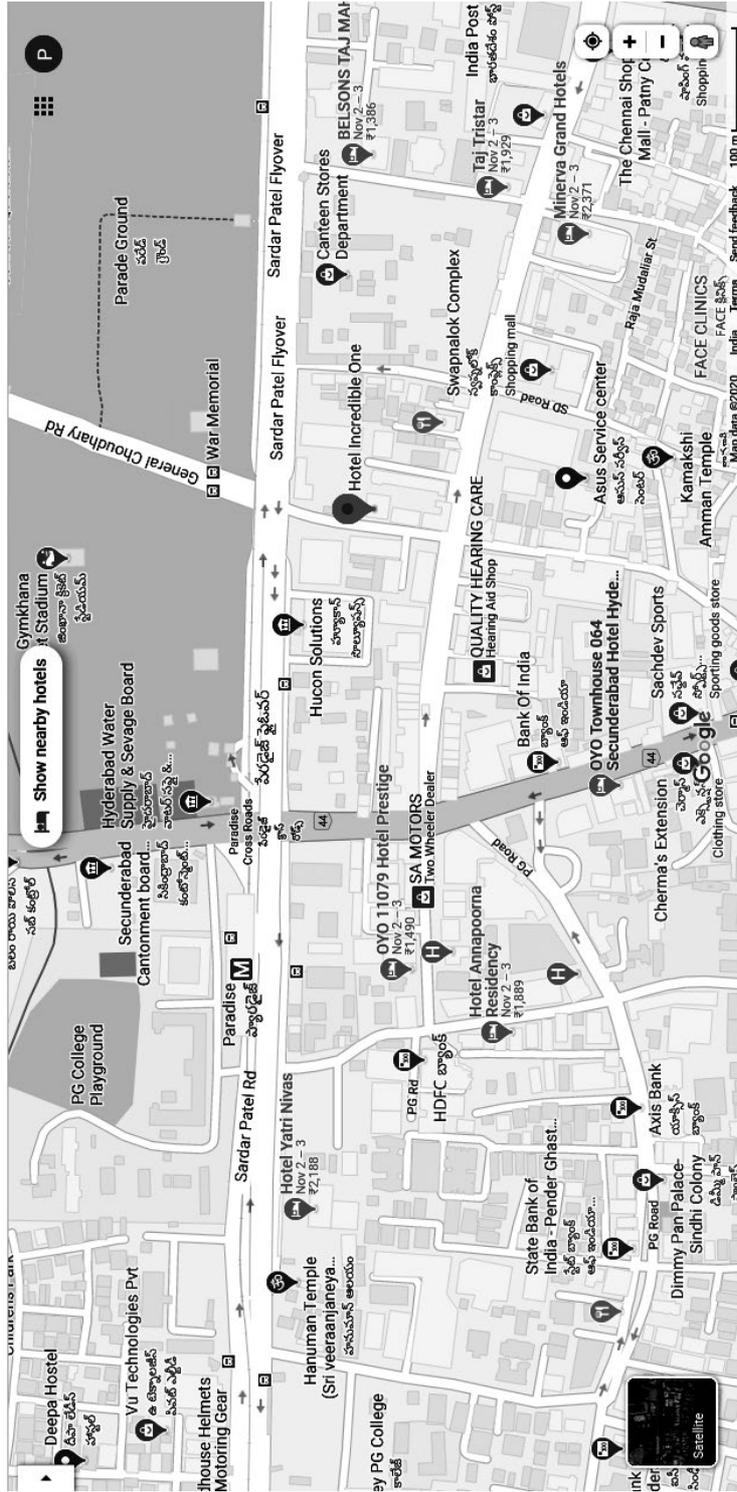 P
Show nearby hotels
Gymkhana
Deepa Hostel
Vu Technologies Pvt
Motoring Gear
PG College
Playground
Secunderabad
Cantonment board...
Hyderabad Water
Supply & Sevage Board
General Choudhary Rd
War Memorial
Parade Ground
పరేడ్
గ్రౌండ్
Paradise
ప్యారడైజ్
Paradise
Cross Roads
Sardar Patel Rd
Sardar Patel Flyover
Sardar Patel Flyover
44
Hanuman Temple
(Sri veeraanjaneya...
Hotel Yatri Nivas
Nov 2 – 3
₹2,188
Hucon Solutions
Hotel Incredible One
Canteen Stores
Department
BELSONS TAJ MAH
Nov 2 – 3
₹1,386
OYO 11079 Hotel Prestige
Nov 2 – 3
₹1,490
SA MOTORS
Two Wheeler Dealer
PG Rd
HDFC బ్యాంక్
Hotel Annapoorna
Residency
Nov 2 – 3
₹1,889
QUALITY HEARING CARE
Hearing Aid Shop
Swapnalok Complex
Shopping mall
Taj Tristar
Nov 2 – 3
₹1,929
India Post
Minerva Grand Hotels
Nov 2 – 3
₹2,371
PG Road
Bank Of India
బ్యాంక్
ఆఫ్ ఇండియా
State Bank of
India - Pender Ghast...
స్టేట్ బ్యాంక్
ఆఫ్ ఇండియా...
OYO Townhouse 064
Secunderabad Hotel Hyde...
SD Road
Asus Service center
Raja Mudaliar St
The Chennai Shop
Mall - Patny C
Shoppin
Axis Bank
యాక్సిస్
బ్యాంక్
PG Road
Dimmy Pan Palace-
Sindhi Colony
Cherma's Extension
Clothing store
44
Sachdev Sports
Sporting goods store
Kamakshi
Amman Temple
FACE CLINICS
Satellite
Google
Map data ©2020
India
Terms
Send feedback
100 m